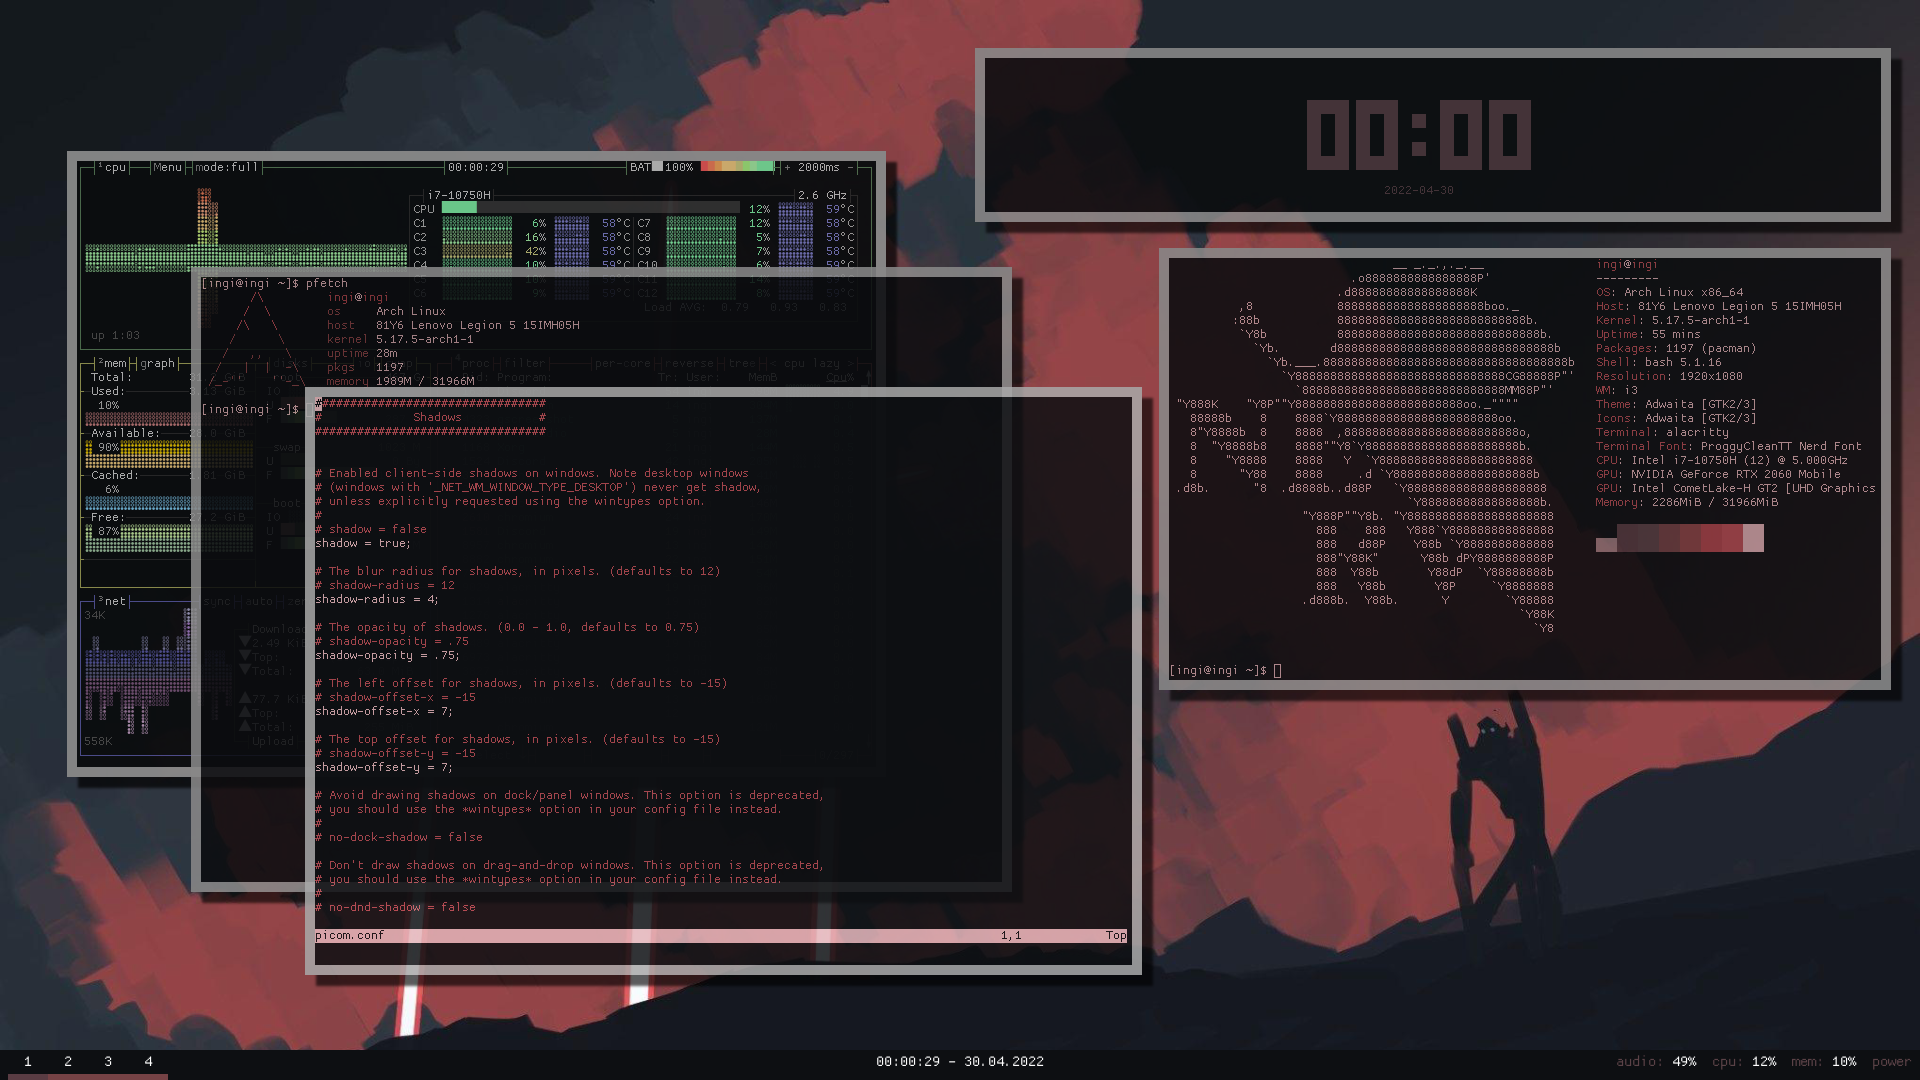 00:00
2022-04-30
¹cpu Menu mode:full 00:00:29 BAT 100% + 2000ms -
i7-10750H 2.6 GHz
CPU 12% 59°C
C1 6% 58°C C7 12% 58°C
C2 16% 58°C C8 5% 58°C
C3 42% 58°C C9 7% 58°C
C4 10% 59°C C10 6% 59°C
Load AVG: 0.79 0.93 0.83
up 1:03
²mem graph
Total:
Used:
10%
Available:
90%
Cached:
6%
Free:
87%
³net
34K
558K
Download
Top:
Total:
Top:
Total:
Upload
[ingi@ingi ~]$ pfetch
ingi@ingi
os Arch Linux
host 81Y6 Lenovo Legion 5 15IMH05H
kernel 5.17.5-arch1-1
uptime 28m
pkgs 1197
memory 1989M / 31966M
[ingi@ingi ~]$
#################################
# Shadows #
#################################
# Enabled client-side shadows on windows. Note desktop windows
# (windows with '_NET_WM_WINDOW_TYPE_DESKTOP') never get shadow,
# unless explicitly requested using the wintypes option.
#
# shadow = false
shadow = true;
# The blur radius for shadows, in pixels. (defaults to 12)
# shadow-radius = 12
shadow-radius = 4;
# The opacity of shadows. (0.0 - 1.0, defaults to 0.75)
# shadow-opacity = .75
shadow-opacity = .75;
# The left offset for shadows, in pixels. (defaults to -15)
# shadow-offset-x = -15
shadow-offset-x = 7;
# The top offset for shadows, in pixels. (defaults to -15)
# shadow-offset-y = -15
shadow-offset-y = 7;
# Avoid drawing shadows on dock/panel windows. This option is deprecated,
# you should use the *wintypes* option in your config file instead.
#
# no-dock-shadow = false
# Don't draw shadows on drag-and-drop windows. This option is deprecated,
# you should use the *wintypes* option in your config file instead.
#
# no-dnd-shadow = false
picom.conf 1,1 Top
ingi@ingi
---------
OS: Arch Linux x86_64
Host: 81Y6 Lenovo Legion 5 15IMH05H
Kernel: 5.17.5-arch1-1
Uptime: 55 mins
Packages: 1197 (pacman)
Shell: bash 5.1.16
Resolution: 1920x1080
WM: i3
Theme: Adwaita [GTK2/3]
Icons: Adwaita [GTK2/3]
Terminal: alacritty
Terminal Font: ProggyCleanTT Nerd Font
CPU: Intel i7-10750H (12) @ 5.000GHz
GPU: NVIDIA GeForce RTX 2060 Mobile
GPU: Intel CometLake-H GT2 [UHD Graphics
Memory: 2286MiB / 31966MiB
[ingi@ingi ~]$
1 2 3 4
00:00:29 - 30.04.2022
audio: 49% cpu: 12% mem: 10% power